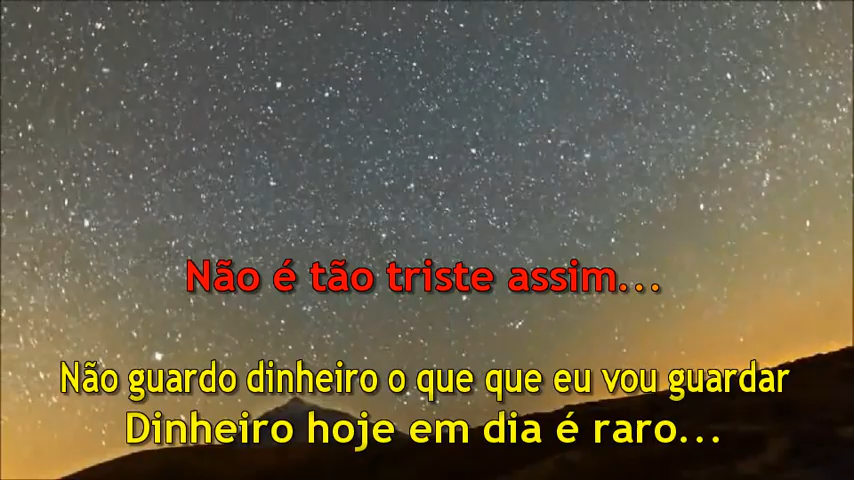 Não é tão triste assim...
Não guardo dinheiro o que que eu vou guardar
Dinheiro hoje em dia é raro...